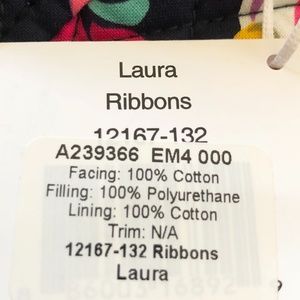 Laura
Ribbons
12167-132
A239366 EM4 000
Facing: 100% Cotton
Filling: 100% Polyurethane
Lining: 100% Cotton
Trim: N/A
12167-132 Ribbons
Laura